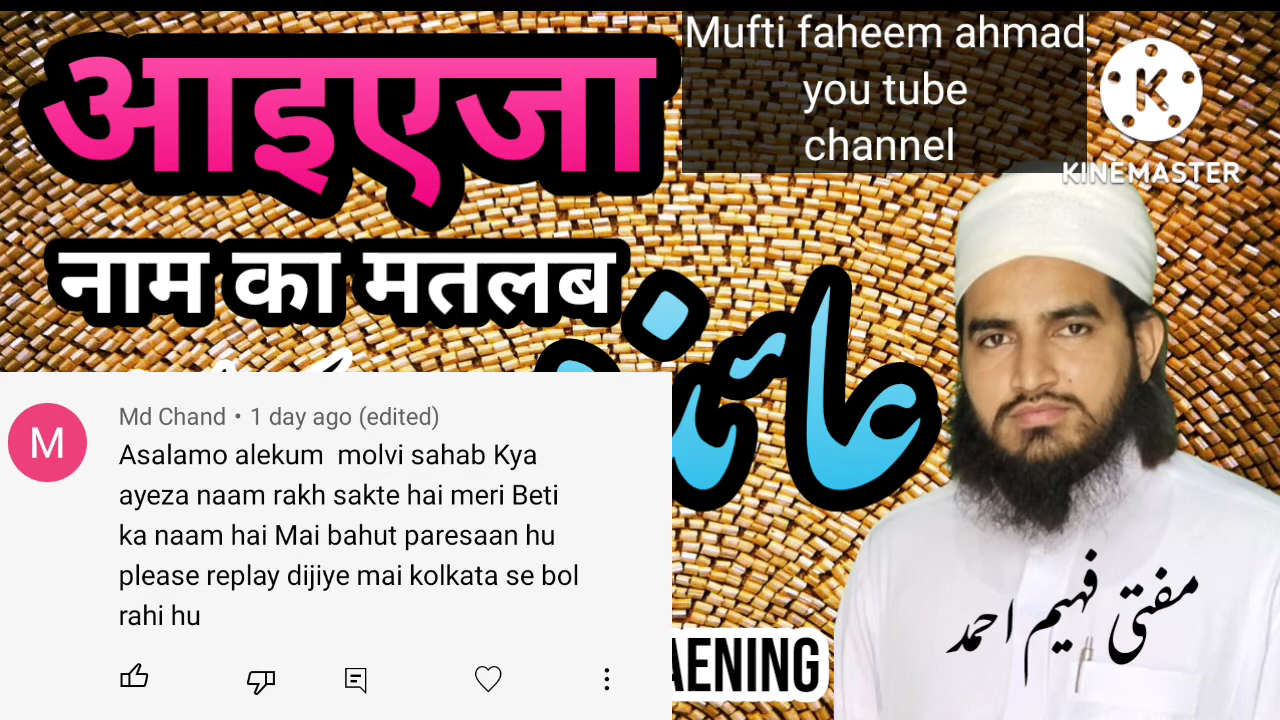 आइएजा
Mufti faheem ahmad
you tube
channel
KINEMASTER
नाम का मतलब
M
Md Chand • 1 day ago (edited)
Asalamo alekum molvi sahab Kya
ayeza naam rakh sakte hai meri Beti
ka naam hai Mai bahut paresaan hu
please replay dijiye mai kolkata se bol
rahi hu
مفتی فہیم احمد
AENING